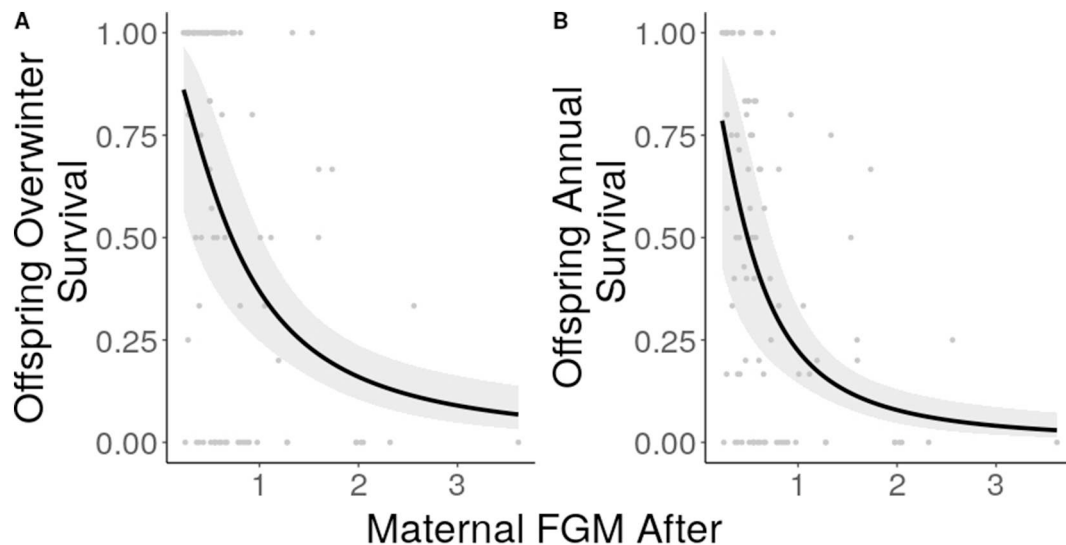 A
Offspring Overwinter
Survival
1.00
0.75
0.50
0.25
0.00
1 2 3
B
Offspring Annual
Survival
1.00
0.75
0.50
0.25
0.00
1 2 3
Maternal FGM After